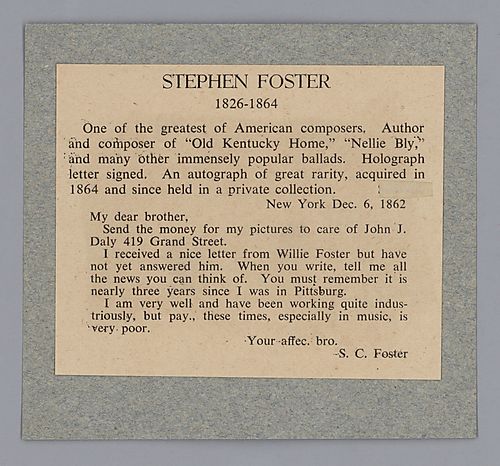 STEPHEN FOSTER
1826-1864
One of the greatest of American composers. Author
and composer of "Old Kentucky Home," "Nellie Bly,"
and many other immensely popular ballads. Holograph
letter signed. An autograph of great rarity, acquired in
1864 and since held in a private collection.
New York Dec. 6, 1862
My dear brother,
Send the money for my pictures to care of John J.
Daly 419 Grand Street.
I received a nice letter from Willie Foster but have
not yet answered him. When you write, tell me all
the news you can think of. You must remember it is
nearly three years since I was in Pittsburg.
I am very well and have been working quite indus-
triously, but pay., these times, especially in music, is
very poor.
Your affec. bro.
S. C. Foster